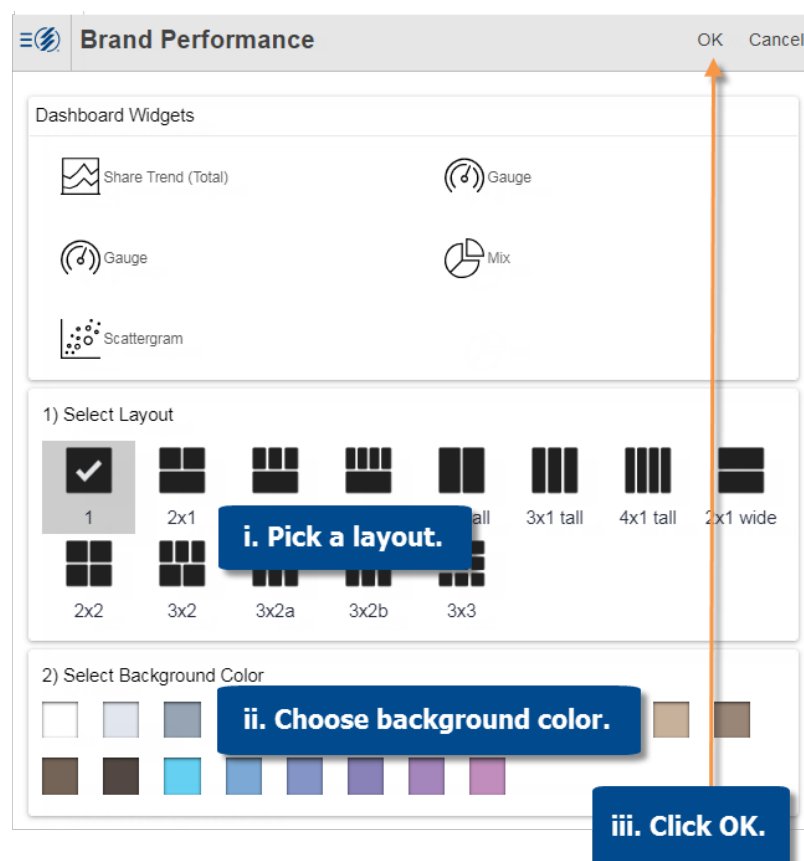 Brand Performance OK Cancel
Dashboard Widgets
Share Trend (Total) Gauge
Gauge Mix
Scattergram
1) Select Layout
1 2x1 all 3x1 tall 4x1 tall 2x1 wide
i. Pick a layout.
2x2 3x2 3x2a 3x2b 3x3
2) Select Background Color
ii. Choose background color.
iii. Click OK.